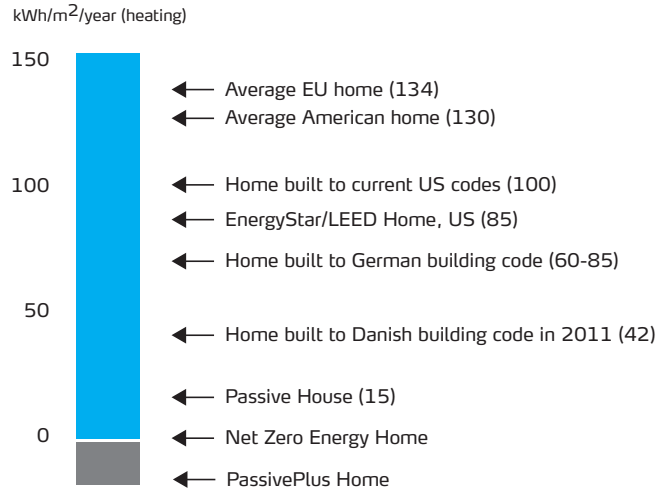 kWh/m²/year (heating)
150
Average EU home (134)
Average American home (130)
100
Home built to current US codes (100)
EnergyStar/LEED Home, US (85)
Home built to German building code (60-85)
50
Home built to Danish building code in 2011 (42)
Passive House (15)
0
Net Zero Energy Home
PassivePlus Home